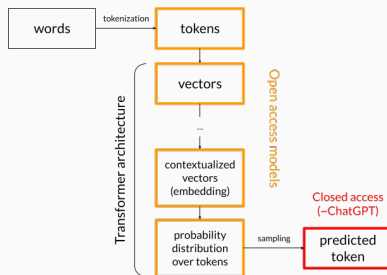 words
tokenization
tokens
vectors
...
contextualized
vectors
(embedding)
probability
distribution
over tokens
sampling
predicted
token
Transformer architecture
Open access
models
Closed access
(~ChatGPT)